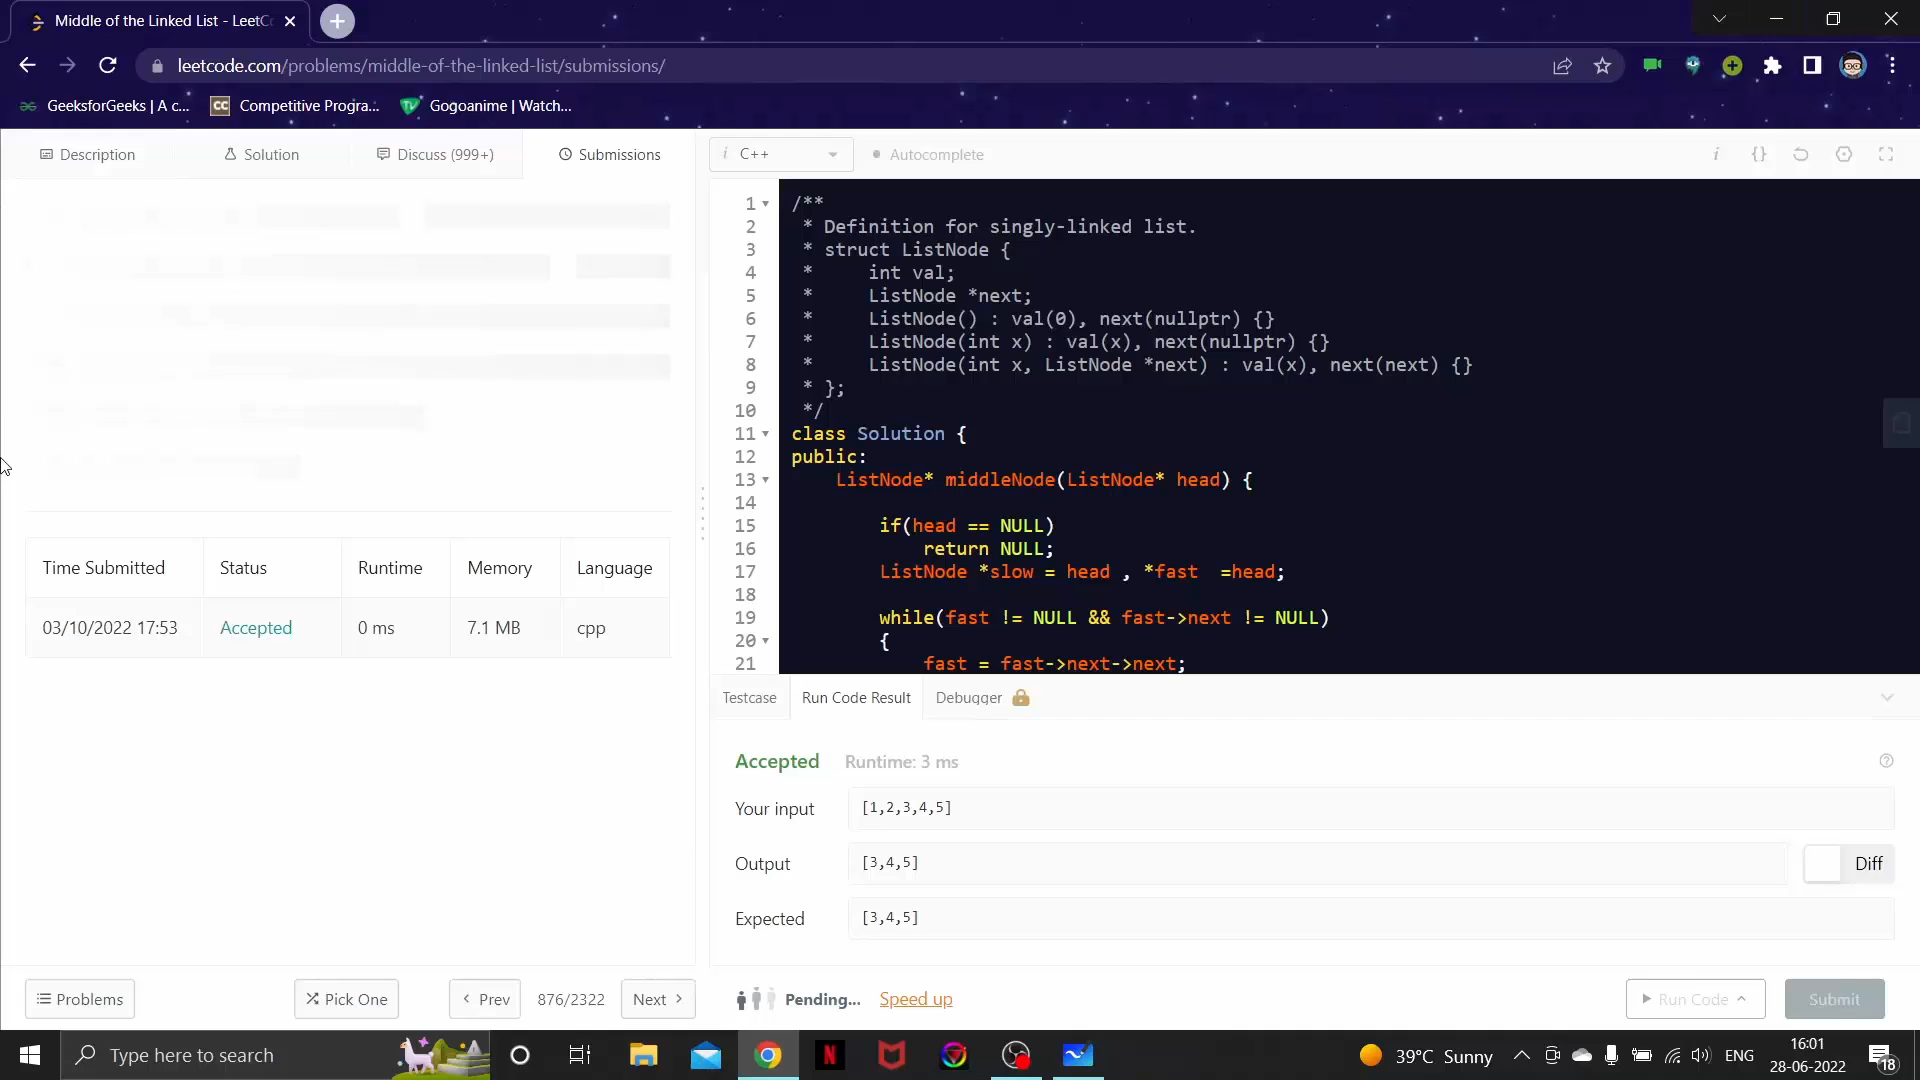 Middle of the Linked List - LeetC
leetcode.com/problems/middle-of-the-linked-list/submissions/
GeeksforGeeks | A c...
CC
Competitive Progra...
Gogoanime | Watch...
Description
Solution
Discuss (999+)
Submissions
i C++
Autocomplete
i {}
1 /**
2 * Definition for singly-linked list.
3 * struct ListNode {
4 *     int val;
5 *     ListNode *next;
6 *     ListNode() : val(0), next(nullptr) {}
7 *     ListNode(int x) : val(x), next(nullptr) {}
8 *     ListNode(int x, ListNode *next) : val(x), next(next) {}
9 * };
10 */
11 class Solution {
12 public:
13     ListNode* middleNode(ListNode* head) {
14
15         if(head == NULL)
16             return NULL;
17         ListNode *slow = head , *fast  =head;
18
19         while(fast != NULL && fast->next != NULL)
20         {
21             fast = fast->next->next;
Time Submitted Status Runtime Memory Language
03/10/2022 17:53 Accepted 0 ms 7.1 MB cpp
Testcase
Run Code Result
Debugger
Accepted Runtime: 3 ms
Your input [1,2,3,4,5]
Output [3,4,5] Diff
Expected [3,4,5]
Problems
Pick One
Prev
876/2322
Next
Pending...
Speed up
Run Code
Submit
Type here to search
39°C Sunny
ENG
16:01
28-06-2022
18